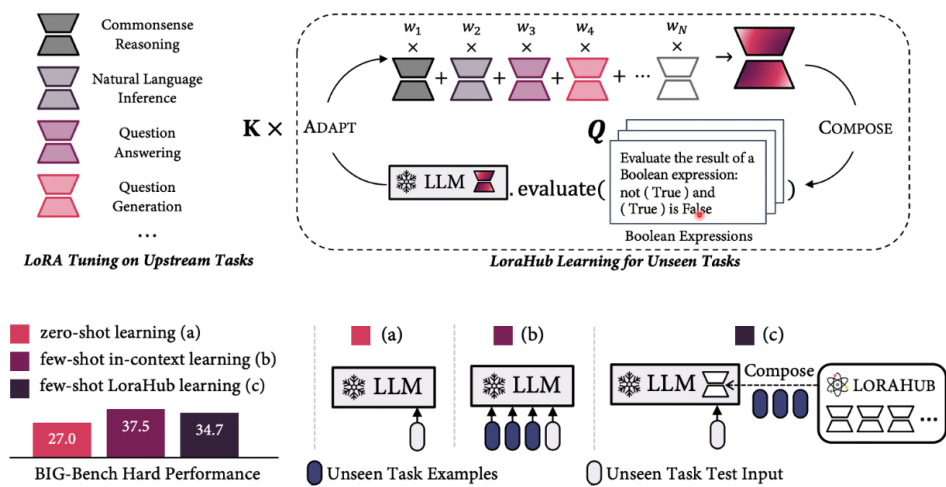 Commonsense
Reasoning
Natural Language
Inference
Question
Answering
Question
Generation
...
LoRA Tuning on Upstream Tasks
K × ADAPT
w1 w2 w3 w4 wN
× × × × ×
+ + + + ... →
COMPOSE
Q
LLM .evaluate( )
Evaluate the result of a
Boolean expression:
not ( True ) and
( True ) is False
Boolean Expressions
LoraHub Learning for Unseen Tasks
zero-shot learning (a)
few-shot in-context learning (b)
few-shot LoraHub learning (c)
27.0 37.5 34.7
BIG-Bench Hard Performance
(a)
LLM
(b)
LLM
(c)
LLM
Compose
LORAHUB
...
Unseen Task Examples
Unseen Task Test Input